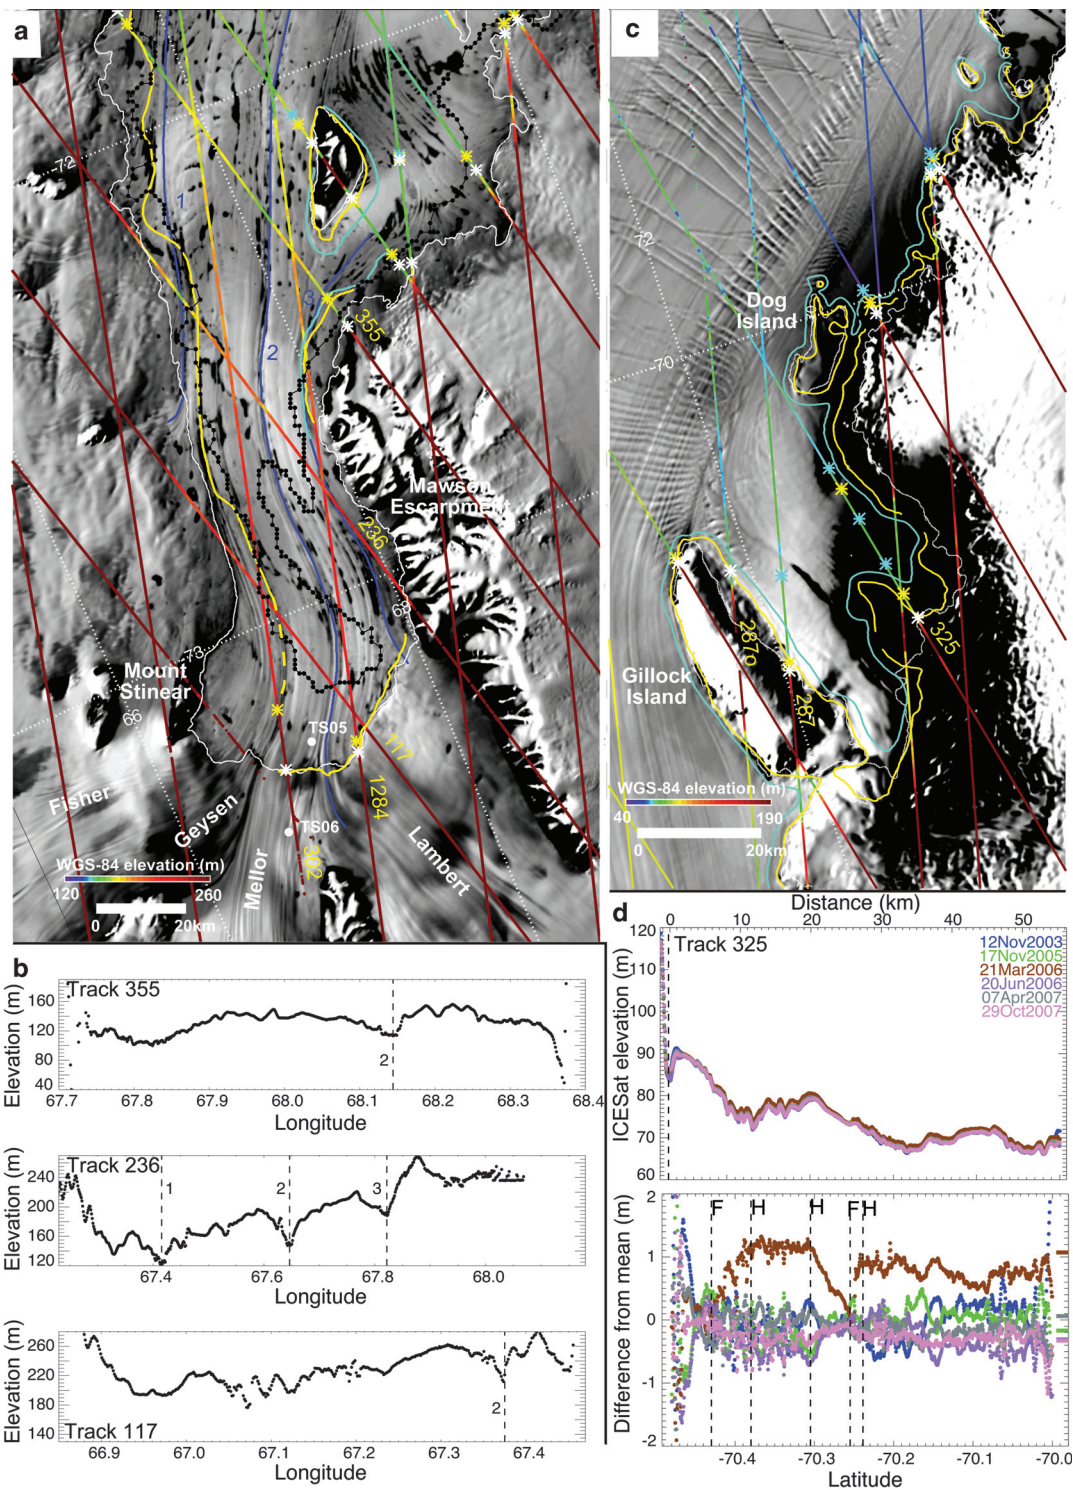 a
72
1
3
355
2
Mawson
Escarpment
236
68
73
Mount
Stinear
66
TS05
117
1284
Fisher
Geysen
TS06
302
Mellor
Lambert
WGS-84 elevation (m)
120 260
0 20km
c
72
Dog
Island
70
325
287o
Gillock
Island
287
WGS-84 elevation (m)
40 190
0 20km
b
Track 355
Elevation (m)
160
120
80
40
2
67.7 67.8 67.9 68.0 68.1 68.2 68.3 68.4
Longitude
Track 236
Elevation (m)
240
200
160
120
1 2 3
67.4 67.6 67.8 68.0
Longitude
Elevation (m)
260
220
180
140
2
Track 117
66.9 67.0 67.1 67.2 67.3 67.4
Longitude
d
Distance (km)
0 10 20 30 40 50
Track 325
12Nov2003
17Nov2005
21Mar2006
20Jun2006
07Apr2007
29Oct2007
ICESat elevation (m)
120
110
100
90
80
70
60
F H H F H
Difference from mean (m)
2
1
0
-1
-2
-70.4 -70.3 -70.2 -70.1 -70.0
Latitude